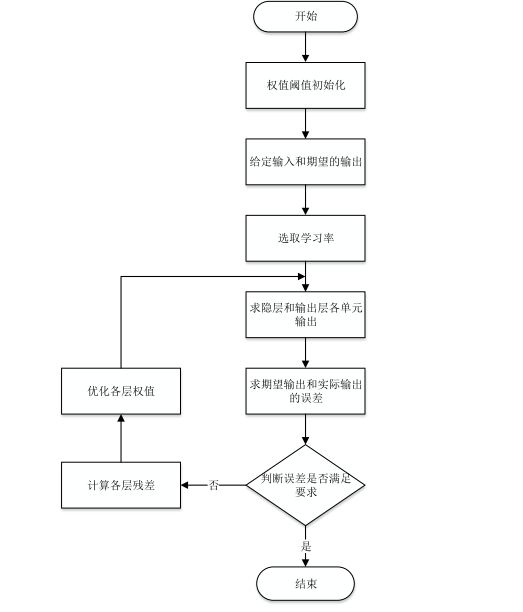 开始
权值阈值初始化
给定输入和期望的输出
选取学习率
求隐层和输出层各单元
输出
求期望输出和实际输出
的误差
优化各层权值
判断误差是否满足
要求
否
计算各层残差
是
结束